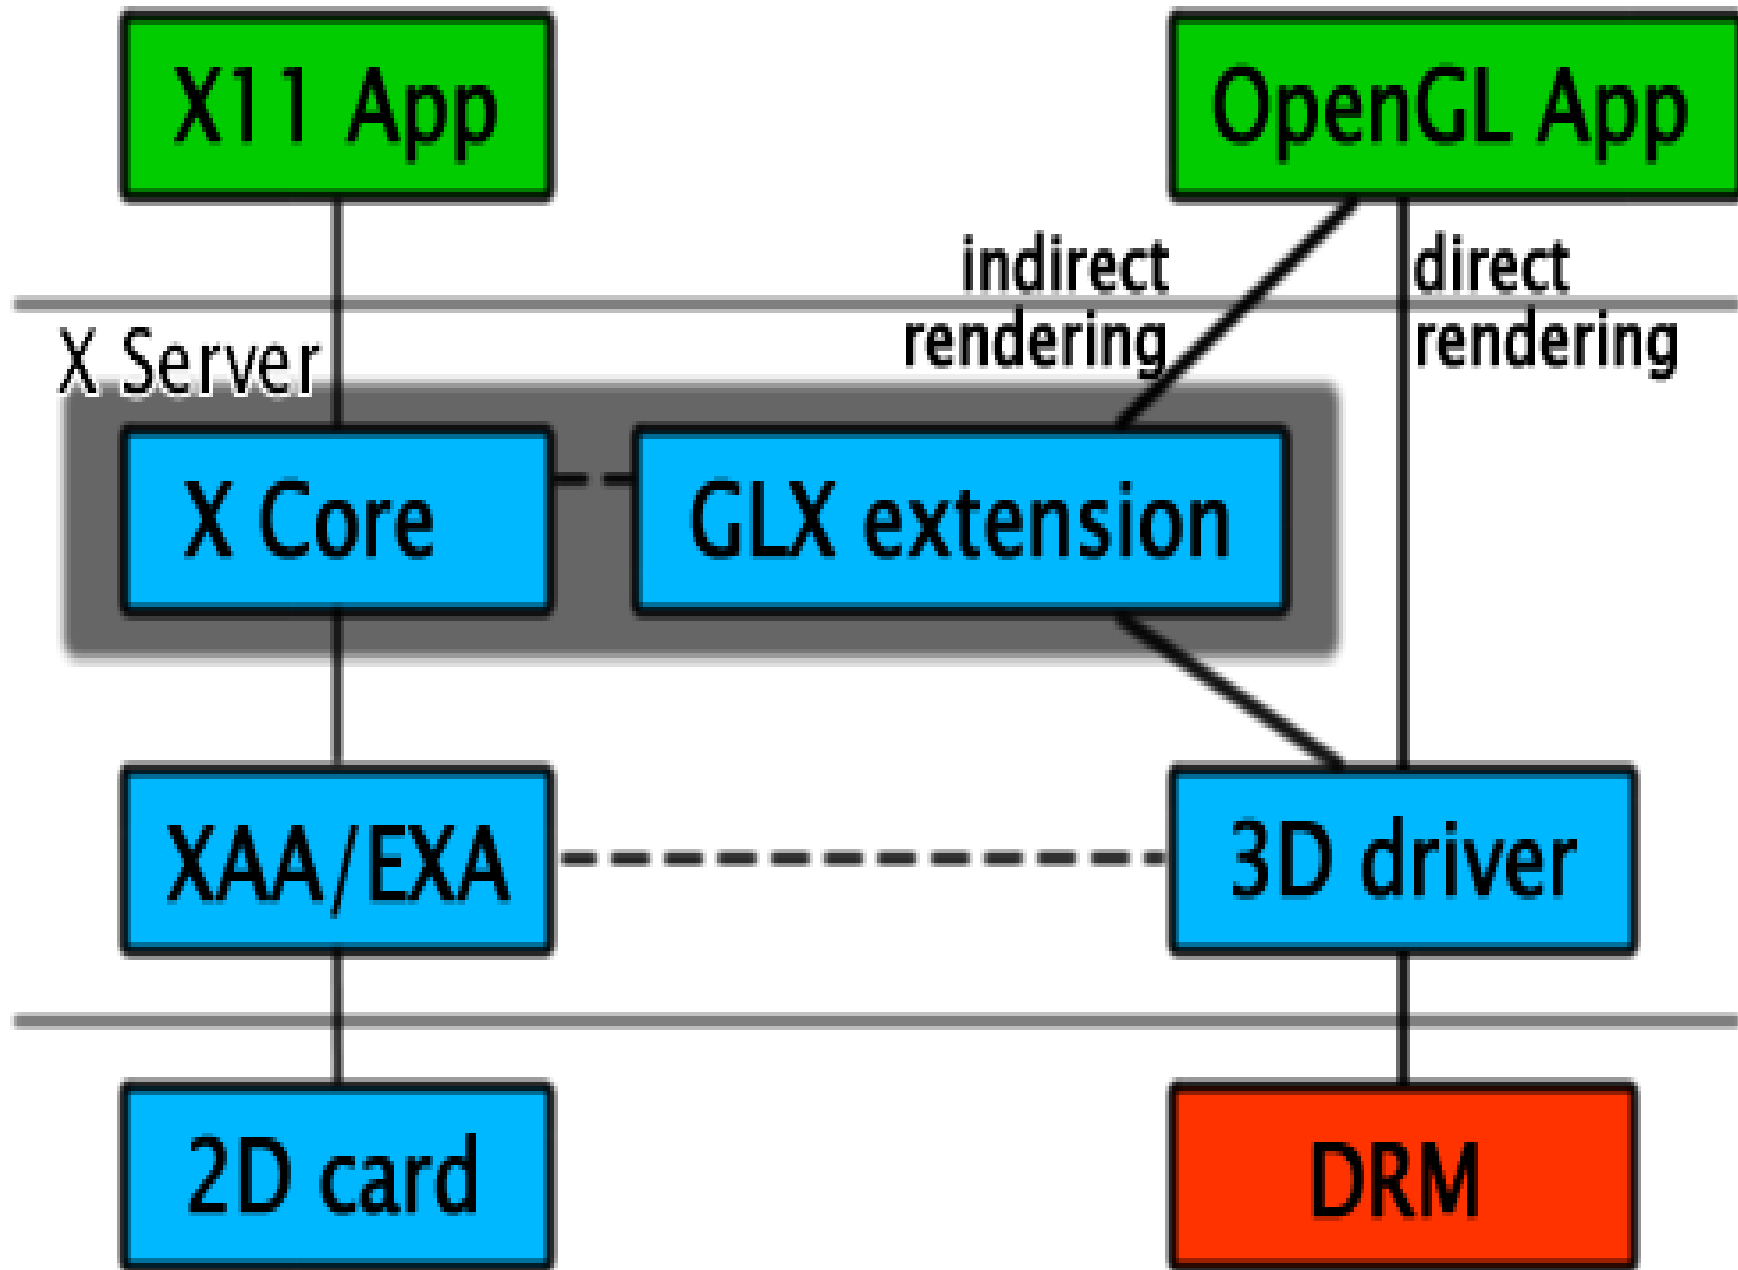 X11 App
OpenGL App
indirect
rendering
direct
rendering
X Server
X Core
GLX extension
XAA/EXA
3D driver
2D card
DRM